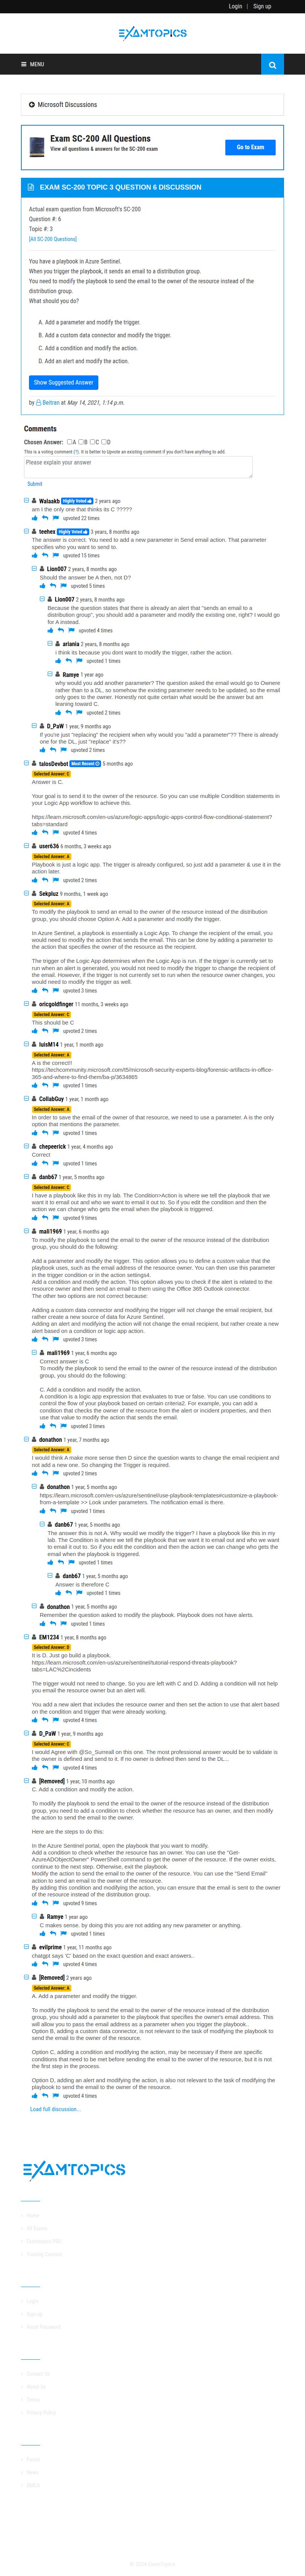 Login | Sign up
EXAMTOPICS
MENU
Microsoft Discussions
Exam SC-200 All Questions
View all questions & answers for the SC-200 exam
Go to Exam
EXAM SC-200 TOPIC 3 QUESTION 6 DISCUSSION
Actual exam question from Microsoft's SC-200
Question #: 6
Topic #: 3
[All SC-200 Questions]
You have a playbook in Azure Sentinel.
When you trigger the playbook, it sends an email to a distribution group.
You need to modify the playbook to send the email to the owner of the resource instead of the
distribution group.
What should you do?
A. Add a parameter and modify the trigger.
B. Add a custom data connector and modify the trigger.
C. Add a condition and modify the action.
D. Add an alert and modify the action.
Show Suggested Answer
by Beitran at May 14, 2021, 1:14 p.m.
Comments
Chosen Answer: A B C D
This is a voting comment (?). It is better to Upvote an existing comment if you don't have anything to add.
Please explain your answer
Submit
Walaakb Highly Voted 2 years ago
am I the only one that thinks its C ?????
upvoted 22 times
teehex Highly Voted 3 years, 8 months ago
The answer is correct. You need to add a new parameter in Send email action. That parameter
specifies who you want to send to.
upvoted 15 times
Lion007 2 years, 8 months ago
Should the answer be A then, not D?
upvoted 5 times
Lion007 2 years, 8 months ago
Because the question states that there is already an alert that "sends an email to a
distribution group", you should add a parameter and modify the existing one, right? I would go
for A instead.
upvoted 4 times
ariania 2 years, 8 months ago
i think its because you dont want to modify the trigger, rather the action.
upvoted 1 times
Ramye 1 year ago
why would you add another parameter? The question asked the email would go to Onwere
rather than to a DL, so somewhere the existing parameters needs to be updated, so the email
only goes to the Owner. Honestly not quite certain what would be the answer but am
leaning toward C.
upvoted 2 times
D_PaW 1 year, 9 months ago
If you're just "replacing" the recipient then why would you "add a parameter"?? There is already
one for the DL, just "replace" it's??
upvoted 2 times
talosDevbot Most Recent 5 months ago
Selected Answer: C
Answer is C.
Your goal is to send it to the owner of the resource. So you can use multiple Condition statements in
your Logic App workflow to achieve this.
https://learn.microsoft.com/en-us/azure/logic-apps/logic-apps-control-flow-conditional-statement?
tabs=standard
upvoted 4 times
user636 6 months, 3 weeks ago
Selected Answer: A
Playbook is just a logic app. The trigger is already configured, so just add a parameter & use it in the
action later.
upvoted 2 times
Sekpluz 9 months, 1 week ago
Selected Answer: A
To modify the playbook to send an email to the owner of the resource instead of the distribution
group, you should choose Option A: Add a parameter and modify the trigger.
In Azure Sentinel, a playbook is essentially a Logic App. To change the recipient of the email, you
would need to modify the action that sends the email. This can be done by adding a parameter to
the action that specifies the owner of the resource as the recipient.
The trigger of the Logic App determines when the Logic App is run. If the trigger is currently set to
run when an alert is generated, you would not need to modify the trigger to change the recipient of
the email. However, if the trigger is not currently set to run when the resource owner changes, you
would need to modify the trigger as well.
upvoted 3 times
oricgoldfinger 11 months, 3 weeks ago
Selected Answer: C
This should be C
upvoted 2 times
luisM14 1 year, 1 month ago
Selected Answer: A
A is the correct!!
https://techcommunity.microsoft.com/t5/microsoft-security-experts-blog/forensic-artifacts-in-office-
365-and-where-to-find-them/ba-p/3634865
upvoted 1 times
CollabGuy 1 year, 1 month ago
Selected Answer: A
In order to save the email of the owner of that resource, we need to use a parameter. A is the only
option that mentions the parameter.
upvoted 1 times
chepeerick 1 year, 4 months ago
Correct
upvoted 1 times
danb67 1 year, 5 months ago
Selected Answer: C
I have a playbook like this in my lab. The Condition>Action is where we tell the playbook that we
want it to email out and who we want to email it out to. So if you edit the condition and then the
action we can change who gets the email when the playbook is triggered.
upvoted 9 times
mali1969 1 year, 6 months ago
To modify the playbook to send the email to the owner of the resource instead of the distribution
group, you should do the following:
Add a parameter and modify the trigger. This option allows you to define a custom value that the
playbook uses, such as the email address of the resource owner. You can then use this parameter
in the trigger condition or in the action settings4.
Add a condition and modify the action. This option allows you to check if the alert is related to the
resource owner and then send an email to them using the Office 365 Outlook connector.
The other two options are not correct because:
Adding a custom data connector and modifying the trigger will not change the email recipient, but
rather create a new source of data for Azure Sentinel.
Adding an alert and modifying the action will not change the email recipient, but rather create a new
alert based on a condition or logic app action.
upvoted 3 times
mali1969 1 year, 6 months ago
Correct answer is C
To modify the playbook to send the email to the owner of the resource instead of the distribution
group, you should do the following:
C. Add a condition and modify the action.
A condition is a logic app expression that evaluates to true or false. You can use conditions to
control the flow of your playbook based on certain criteria2. For example, you can add a
condition that checks the owner of the resource from the alert or incident properties, and then
use that value to modify the action that sends the email.
upvoted 3 times
donathon 1 year, 7 months ago
Selected Answer: A
I would think A make more sense then D since the question wants to change the email recipient and
not add a new one. So changing the Trigger is required.
upvoted 2 times
donathon 1 year, 5 months ago
https://learn.microsoft.com/en-us/azure/sentinel/use-playbook-templates#customize-a-playbook-
from-a-template >> Look under parameters. The notification email is there.
upvoted 1 times
danb67 1 year, 5 months ago
The answer this is not A. Why would we modify the trigger? I have a playbook like this in my
lab. The Condition is where we tell the playbook that we want it to email out and who we want
to email it out to. So if you edit the condition and then the action we can change who gets the
email when the playbook is triggered.
upvoted 1 times
danb67 1 year, 5 months ago
Answer is therefore C
upvoted 1 times
donathon 1 year, 5 months ago
Remember the question asked to modify the playbook. Playbook does not have alerts.
upvoted 1 times
EM1234 1 year, 8 months ago
Selected Answer: D
It is D. Just go build a playbook.
https://learn.microsoft.com/en-us/azure/sentinel/tutorial-respond-threats-playbook?
tabs=LAC%2Cincidents
The trigger would not need to change. So you are left with C and D. Adding a condition will not help
you email the resource owner but an alert will.
You add a new alert that includes the resource owner and then set the action to use that alert based
on the condition and trigger that were already working.
upvoted 4 times
D_PaW 1 year, 9 months ago
Selected Answer: C
I would Agree with @So_Surreall on this one. The most professional answer would be to validate is
the owner is defined and send to is it. If no owner is defined then send to the DL...
upvoted 4 times
[Removed] 1 year, 10 months ago
C. Add a condition and modify the action.
To modify the playbook to send the email to the owner of the resource instead of the distribution
group, you need to add a condition to check whether the resource has an owner, and then modify
the action to send the email to the owner.
Here are the steps to do this:
In the Azure Sentinel portal, open the playbook that you want to modify.
Add a condition to check whether the resource has an owner. You can use the "Get-
AzureADObjectOwner" PowerShell command to get the owner of the resource. If the owner exists,
continue to the next step. Otherwise, exit the playbook.
Modify the action to send the email to the resource owner. You can use the "Send Email"
action to send an email to the owner of the resource.
By adding this condition and modifying the action, you can ensure that the email is sent to the owner
of the resource instead of the distribution group.
upvoted 9 times
Ramye 1 year ago
C makes sense. by doing this you are not adding any new parameter or anything.
upvoted 1 times
evilprime 1 year, 11 months ago
chatgpt says 'C' based on the exact question and exact answers..
upvoted 4 times
[Removed] 2 years ago
Selected Answer: A
A. Add a parameter and modify the trigger.
To modify the playbook to send the email to the owner of the resource instead of the distribution
group, you should add a parameter to the playbook that specifies the owner's email address. This
will allow you to use the owner's email address as a parameter when you trigger the playbook..
Option B, adding a custom data connector, is not relevant to the task of modifying the playbook to
send the email to the owner of the resource.
Option C, adding a condition and modifying the action, may be necessary if there are specific
conditions that need to be met before sending the email to the owner of the resource, but it is not
the first step in the process.
Option D, adding an alert and modifying the action, is also not relevant to the task of modifying the
playbook to send the email to the owner of the resource.
upvoted 4 times
Load full discussion...
EXAMTOPICS